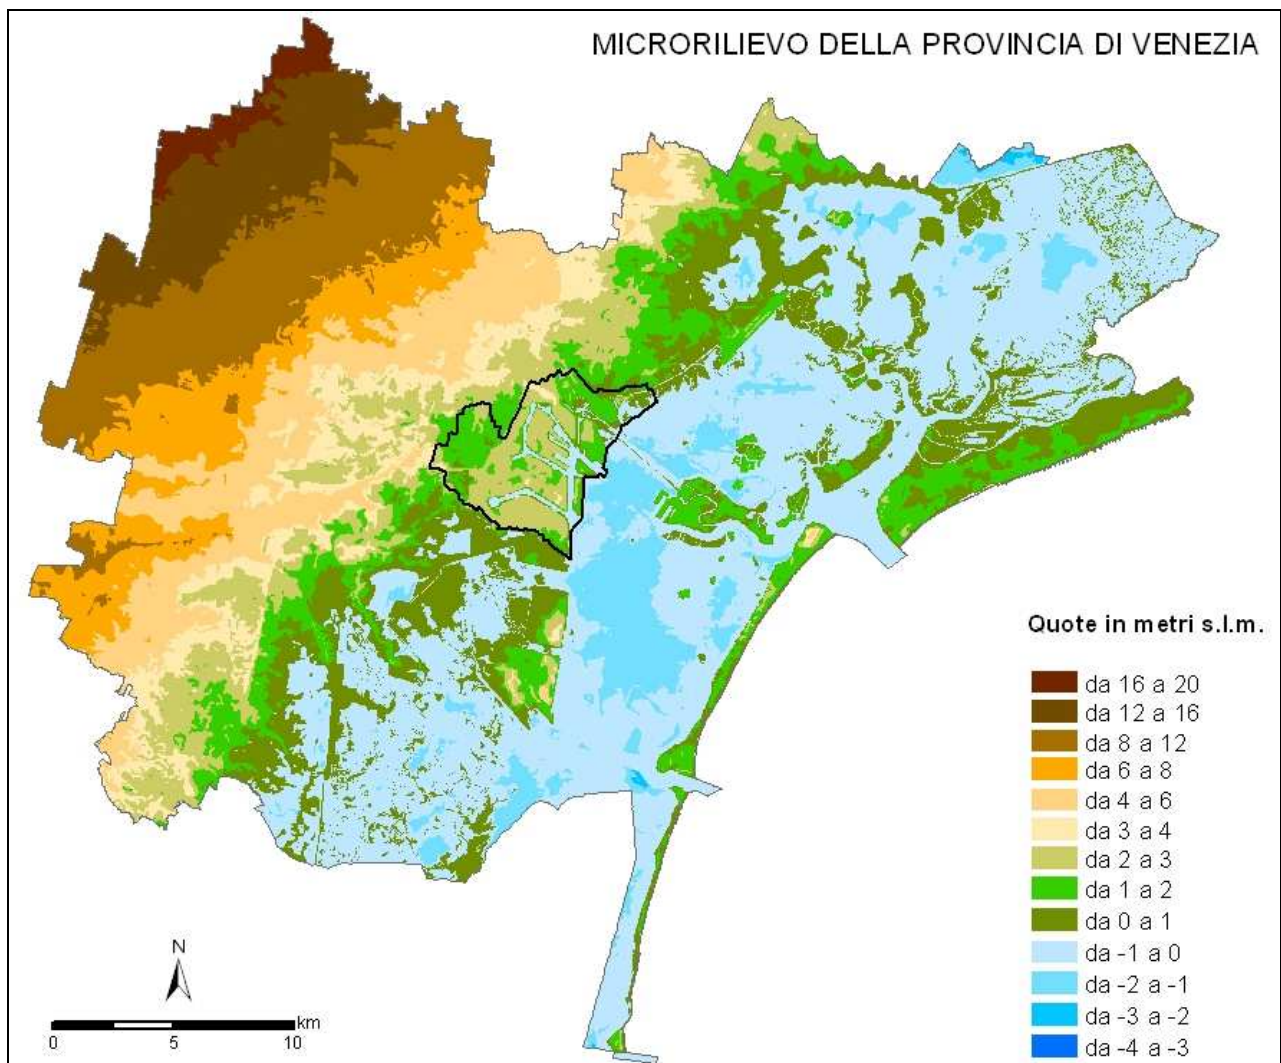 MICRORILIEVO DELLA PROVINCIA DI VENEZIA
Quote in metri s.l.m.
da 16 a 20
da 12 a 16
da 8 a 12
da 6 a 8
da 4 a 6
da 3 a 4
da 2 a 3
da 1 a 2
da 0 a 1
da -1 a 0
da -2 a -1
da -3 a -2
da -4 a -3
N
km
0 5 10